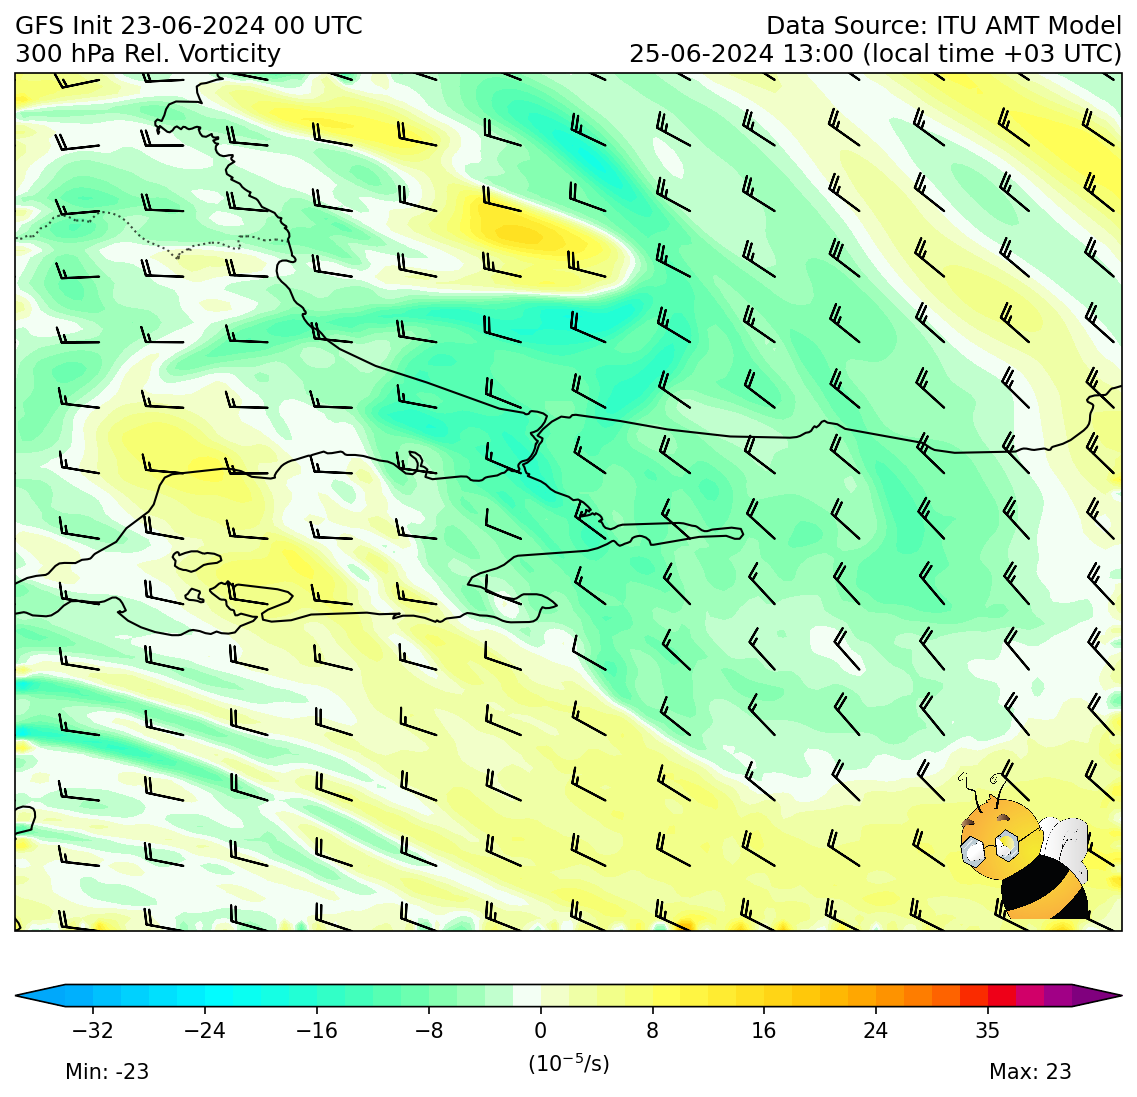 GFS Init 23-06-2024 00 UTC
Data Source: ITU AMT Model
300 hPa Rel. Vorticity
25-06-2024 13:00 (local time +03 UTC)
−32 −24 −16 −8 0 8 16 24 35
(10⁻⁵/s)
Min: -23
Max: 23